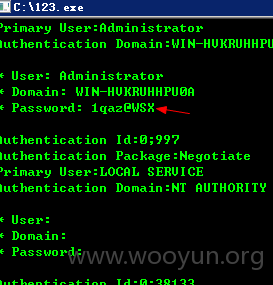 C:\123.exe
Primary User:Administrator
Authentication Domain:WIN-HVKRUHHPU
* User: Administrator
* Domain: WIN-HVKRUHHPU0A
* Password: 1qaz@WSX
Authentication Id:0;997
Authentication Package:Negotiate
Primary User:LOCAL SERVICE
Authentication Domain:NT AUTHORITY
* User:
* Domain:
* Password:
www.wooyun.org
Authentication Id:0;38133